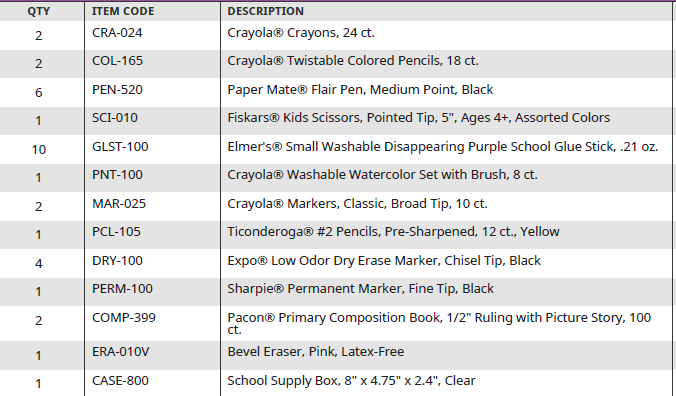 QTY ITEM CODE DESCRIPTION
2 CRA-024 Crayola® Crayons, 24 ct.
2 COL-165 Crayola® Twistable Colored Pencils, 18 ct.
6 PEN-520 Paper Mate® Flair Pen, Medium Point, Black
1 SCI-010 Fiskars® Kids Scissors, Pointed Tip, 5", Ages 4+, Assorted Colors
10 GLST-100 Elmer's® Small Washable Disappearing Purple School Glue Stick, .21 oz.
1 PNT-100 Crayola® Washable Watercolor Set with Brush, 8 ct.
2 MAR-025 Crayola® Markers, Classic, Broad Tip, 10 ct.
1 PCL-105 Ticonderoga® #2 Pencils, Pre-Sharpened, 12 ct., Yellow
4 DRY-100 Expo® Low Odor Dry Erase Marker, Chisel Tip, Black
1 PERM-100 Sharpie® Permanent Marker, Fine Tip, Black
2 COMP-399 Pacon® Primary Composition Book, 1/2" Ruling with Picture Story, 100
ct.
1 ERA-010V Bevel Eraser, Pink, Latex-Free
1 CASE-800 School Supply Box, 8" x 4.75" x 2.4", Clear